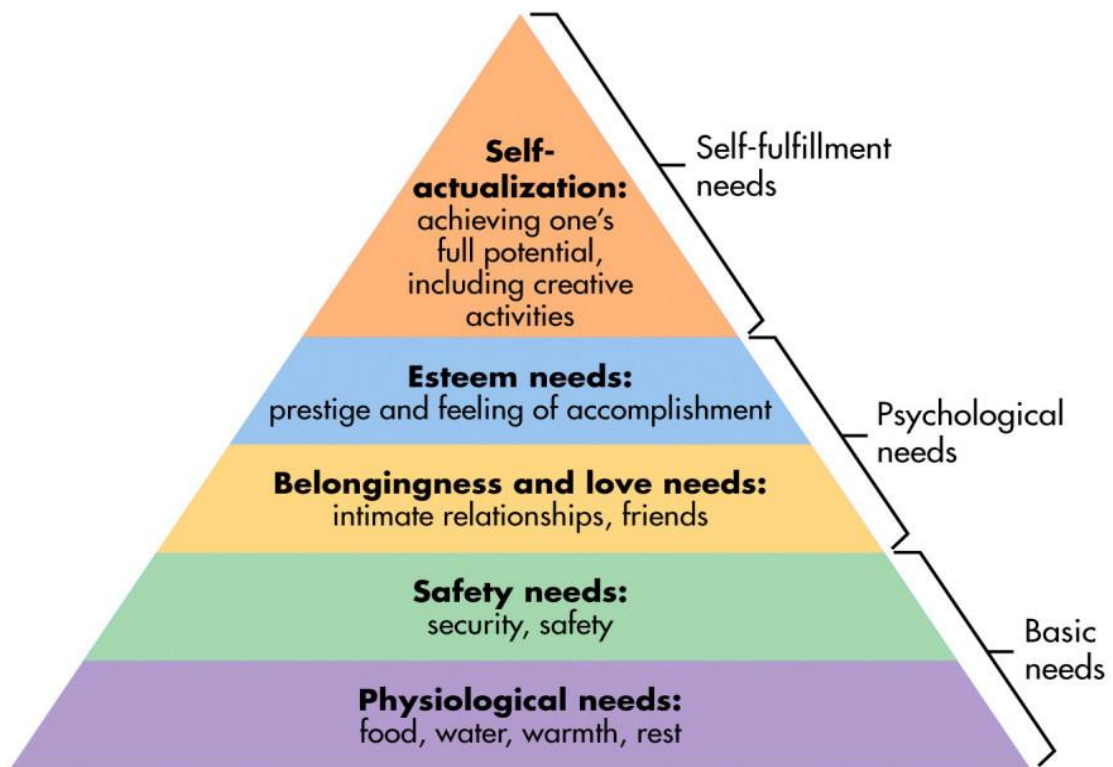 Self-
actualization:
achieving one's
full potential,
including creative
activities
Self-fulfillment
needs
Esteem needs:
prestige and feeling of accomplishment
Psychological
needs
Belongingness and love needs:
intimate relationships, friends
Safety needs:
security, safety
Basic
needs
Physiological needs:
food, water, warmth, rest